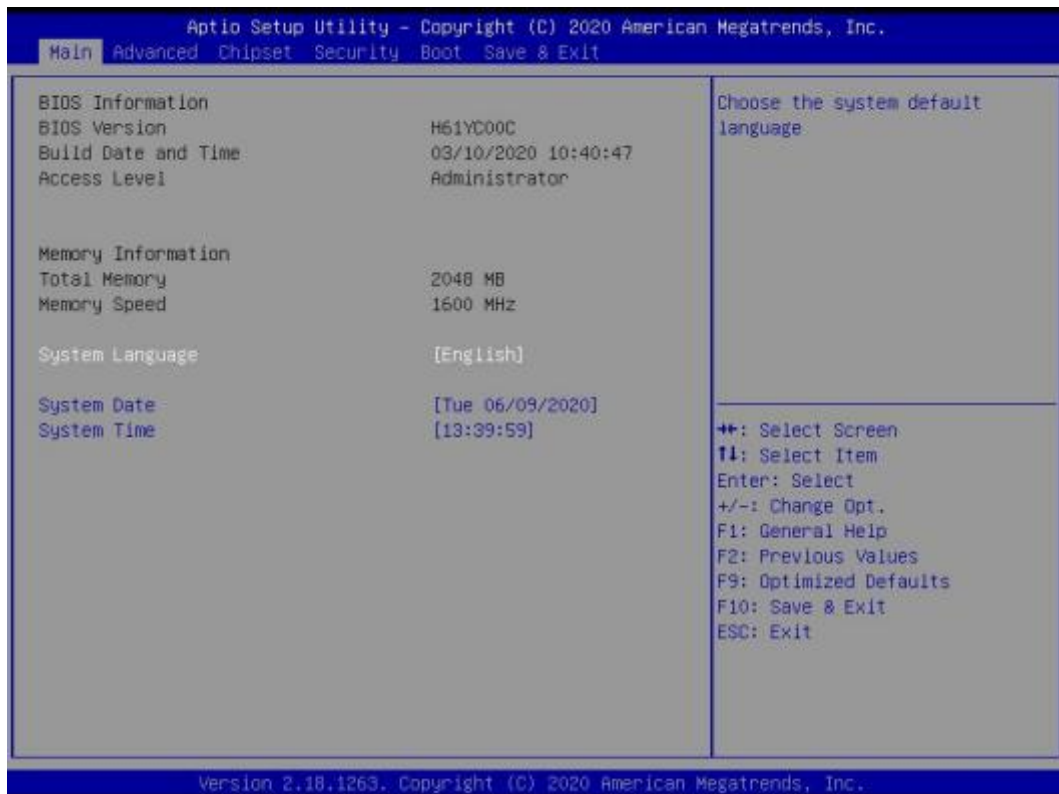 Aptio Setup Utility – Copyright (C) 2020 American Megatrends, Inc.
Main Advanced Chipset Security Boot Save & Exit
BIOS Information
BIOS Version H61YC00C
Build Date and Time 03/10/2020 10:40:47
Access Level Administrator
Memory Information
Total Memory 2048 MB
Memory Speed 1600 MHz
System Language [English]
System Date [Tue 06/09/2020]
System Time [13:39:59]
Choose the system default
language
→←: Select Screen
↑↓: Select Item
Enter: Select
+/-: Change Opt.
F1: General Help
F2: Previous Values
F9: Optimized Defaults
F10: Save & Exit
ESC: Exit
Version 2.18.1263. Copyright (C) 2020 American Megatrends, Inc.